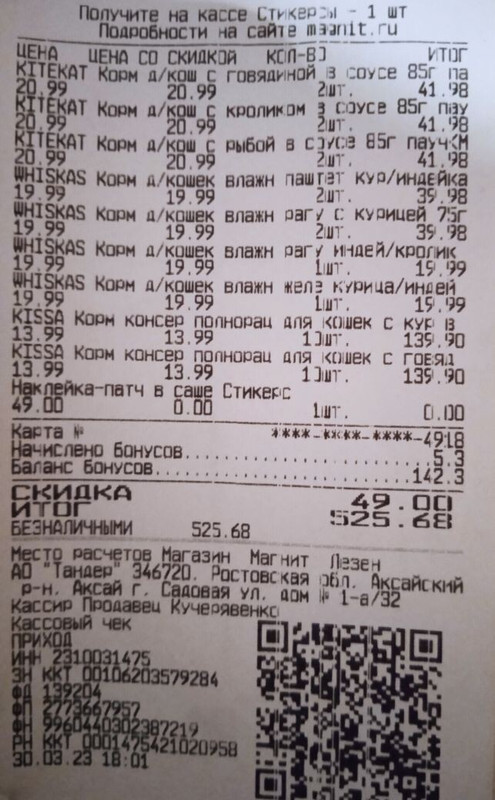 Получите на кассе Стикеры - 1 шт
Подробности на сайте magnit.ru
ЦЕНА ЦЕНА СО СКИДКОЙ КОЛ-ВО ИТОГ
KITEKAT Корм д/кош с говядиной в соусе 85г па
20.99 20.99 2шт. 41.98
KITEKAT Корм д/кош с кроликом в соусе 85г пау
20.99 20.99 2шт. 41.98
KITEKAT Корм д/кош с рыбой в соусе 85г пауч(М
20.99 20.99 2шт. 41.98
WHISKAS Корм д/кошек влажн паштет кур/индейка
19.99 19.99 2шт. 39.98
WHISKAS Корм д/кошек влажн рагу с курицей 75г
19.99 19.99 2шт. 39.98
WHISKAS Корм д/кошек влажн рагу индей/кролик
19.99 19.99 1шт. 19.99
WHISKAS Корм д/кошек влажн желе курица/индей
19.99 19.99 1шт. 19.99
KISSA Корм консер полнорац для кошек с кур в
13.99 13.99 10шт. 139.90
KISSA Корм консер полнорац для кошек с говяд
13.99 13.99 10шт. 139.90
Наклейка-патч в саше Стикерс
49.00 0.00 1шт. 0.00
Карта № ****-****-****-4918
Начислено бонусов 5.3
Баланс бонусов 142.3
СКИДКА 49.00
ИТОГ 525.68
БЕЗНАЛИЧНЫМИ 525.68
Место расчетов Магазин Магнит Лезен
АО "Тандер" 346720. Ростовская обл. Аксайский
р-н. Аксай г. Садовая ул. дом № 1-а/32
Кассир Продавец Кучерявенко
Кассовый чек
ПРИХОД
ИНН 2310031475
ЗН ККТ 00106203579284
ФД 139204
ФП 2773667957
ФН 9960440302387219
РН ККТ 0001475421020958
30.03.23 18:01